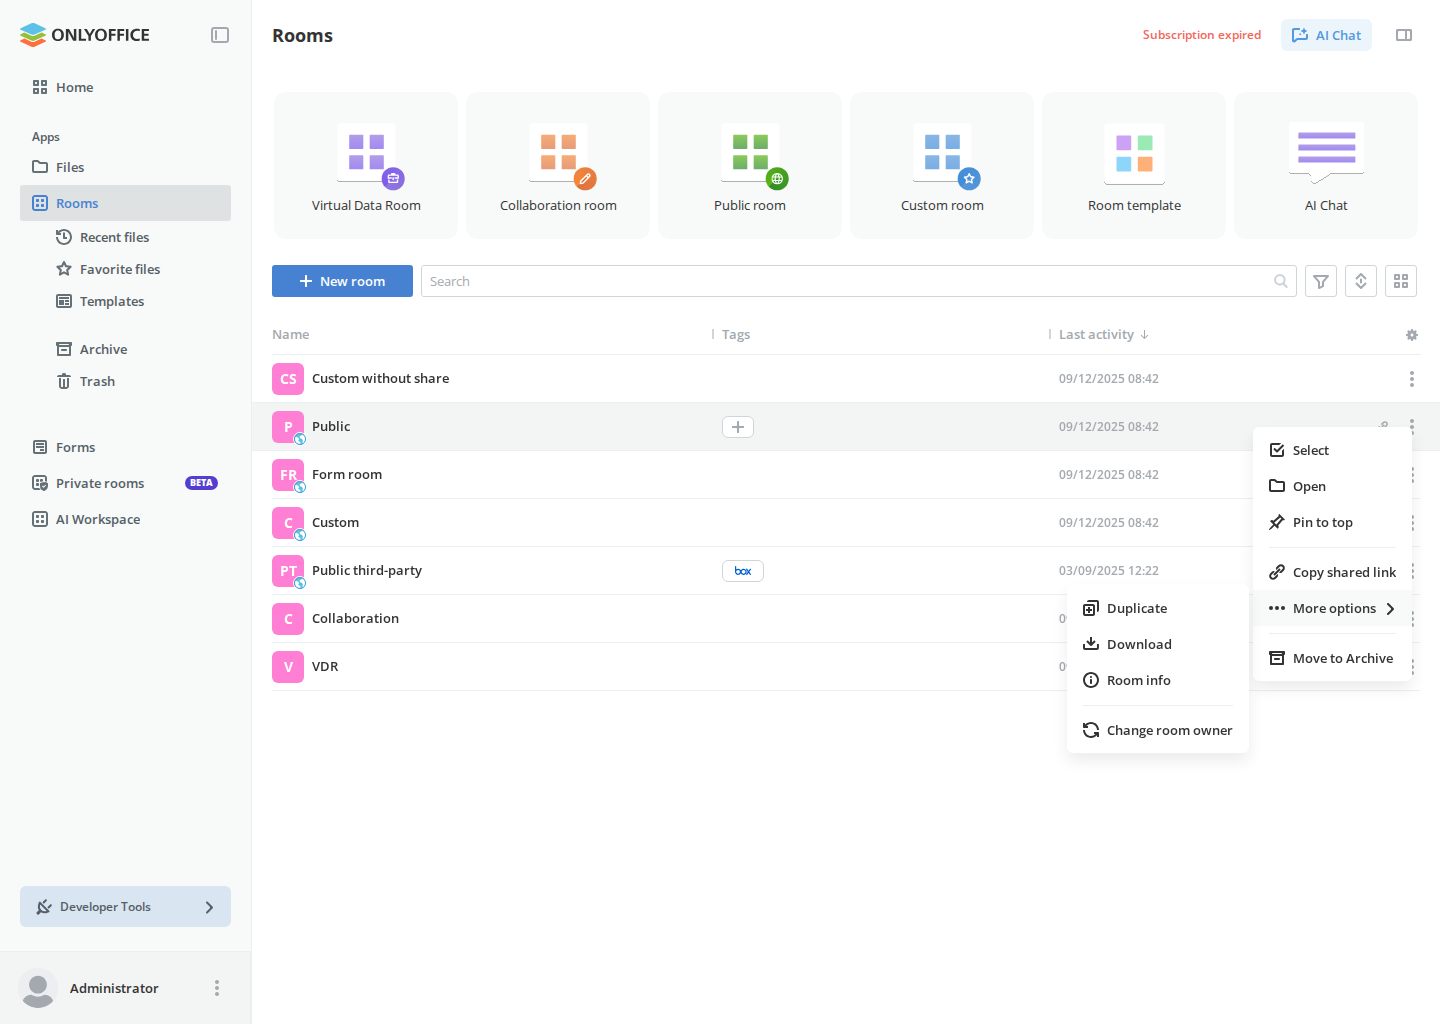 ONLYOFFICE
Home
Apps
Files
Rooms
Recent files
Favorite files
Templates
Archive
Trash
Forms
Private rooms BETA
AI Workspace
Developer Tools
Administrator
Rooms
Subscription expired
AI Chat
Virtual Data Room
Collaboration room
Public room
Custom room
Room template
AI Chat
New room
Search
Name Tags Last activity
CS Custom without share 09/12/2025 08:42
P Public 09/12/2025 08:42
FR Form room 09/12/2025 08:42
C Custom 09/12/2025 08:42
PT Public third-party box 03/09/2025 12:22
C Collaboration
V VDR
Select
Open
Pin to top
Copy shared link
More options
Move to Archive
Duplicate
Download
Room info
Change room owner